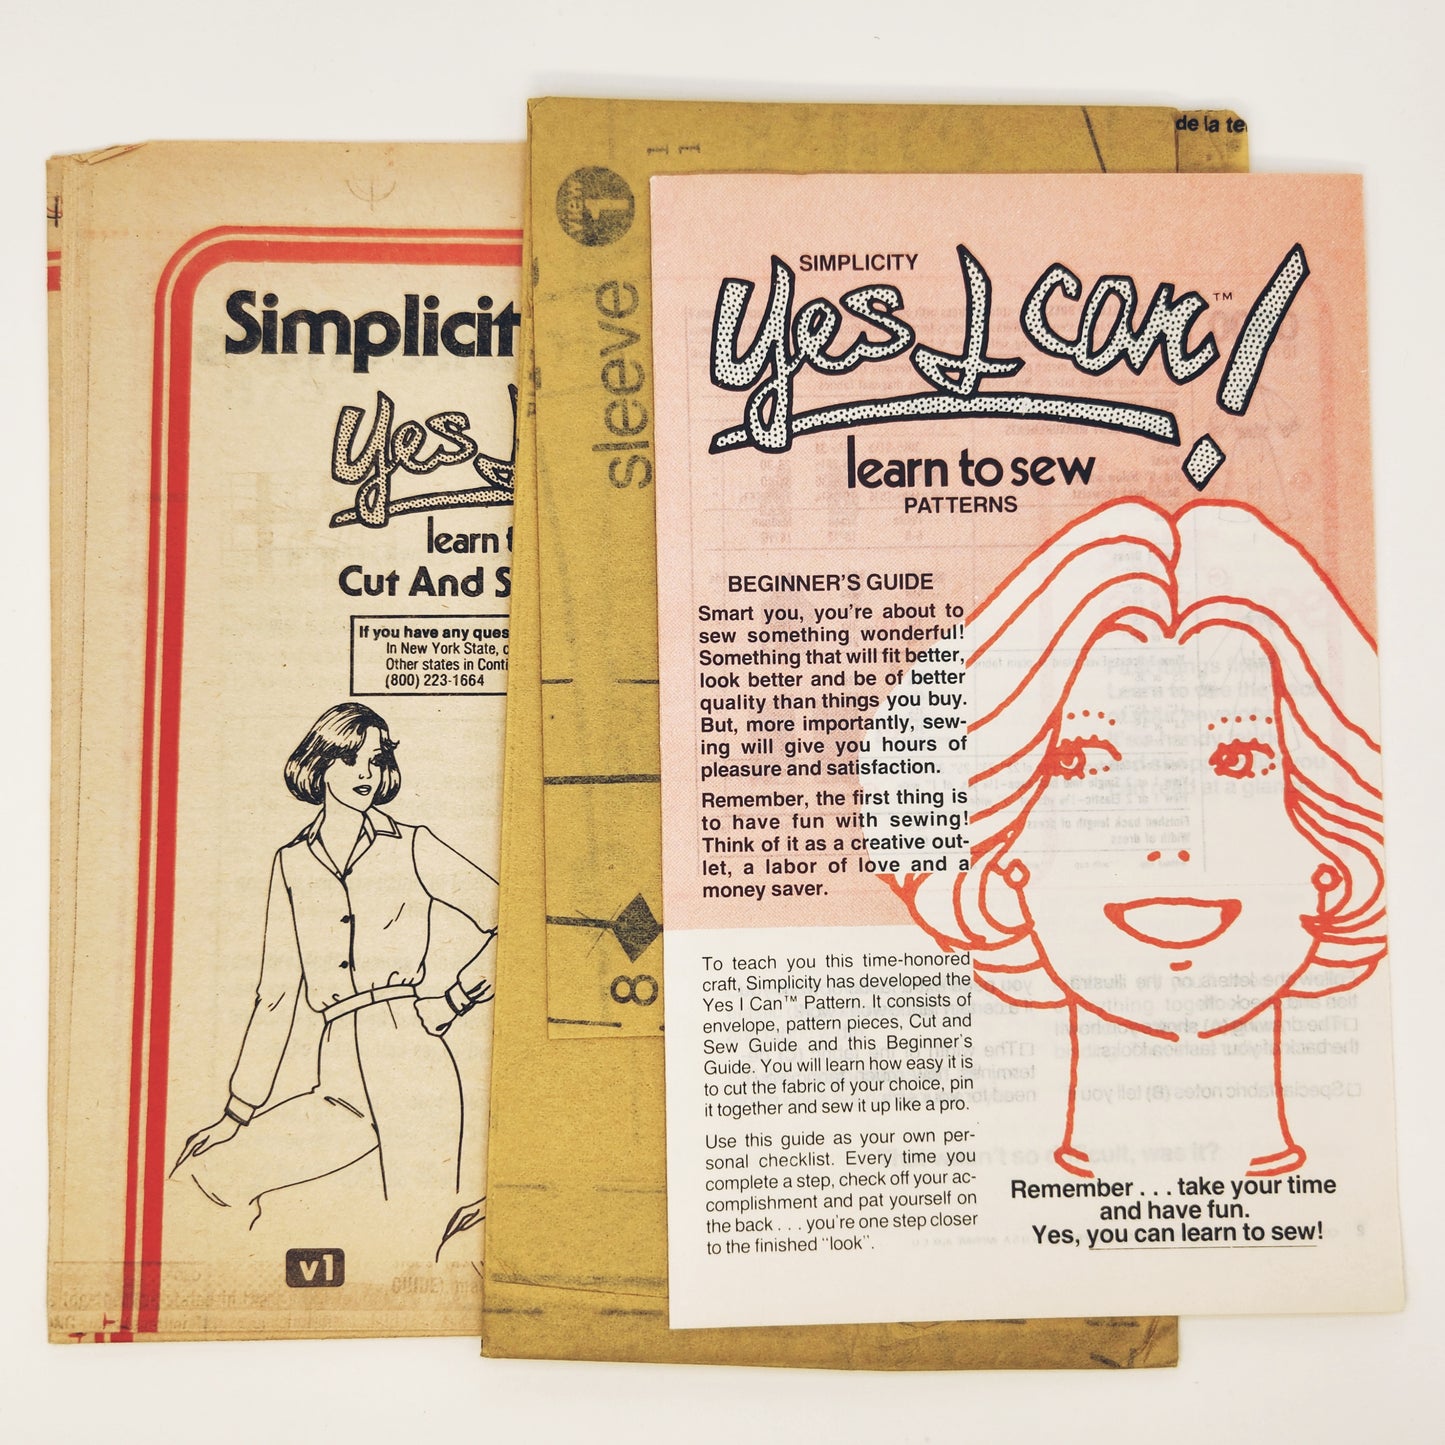 Simplicit
Yes I
learn t
Cut And S
If you have any ques
In New York State, c
Other states in Conti
(800) 223-1664
v1
de la te
1
1
view
1
sleeve
8
SIMPLICITY
Yes I can!™
learn to sew
PATTERNS
BEGINNER'S GUIDE
Smart you, you're about to
sew something wonderful!
Something that will fit better,
look better and be of better
quality than things you buy.
But, more importantly, sew-
ing will give you hours of
pleasure and satisfaction.
Remember, the first thing is
to have fun with sewing!
Think of it as a creative out-
let, a labor of love and a
money saver.
To teach you this time-honored
craft, Simplicity has developed the
Yes I Can™ Pattern. It consists of
envelope, pattern pieces, Cut and
Sew Guide and this Beginner's
Guide. You will learn how easy it is
to cut the fabric of your choice, pin
it together and sew it up like a pro.
Use this guide as your own per-
sonal checklist. Every time you
complete a step, check off your ac-
complishment and pat yourself on
the back . . . you're one step closer
to the finished "look".
Remember . . . take your time
and have fun.
Yes, you can learn to sew!